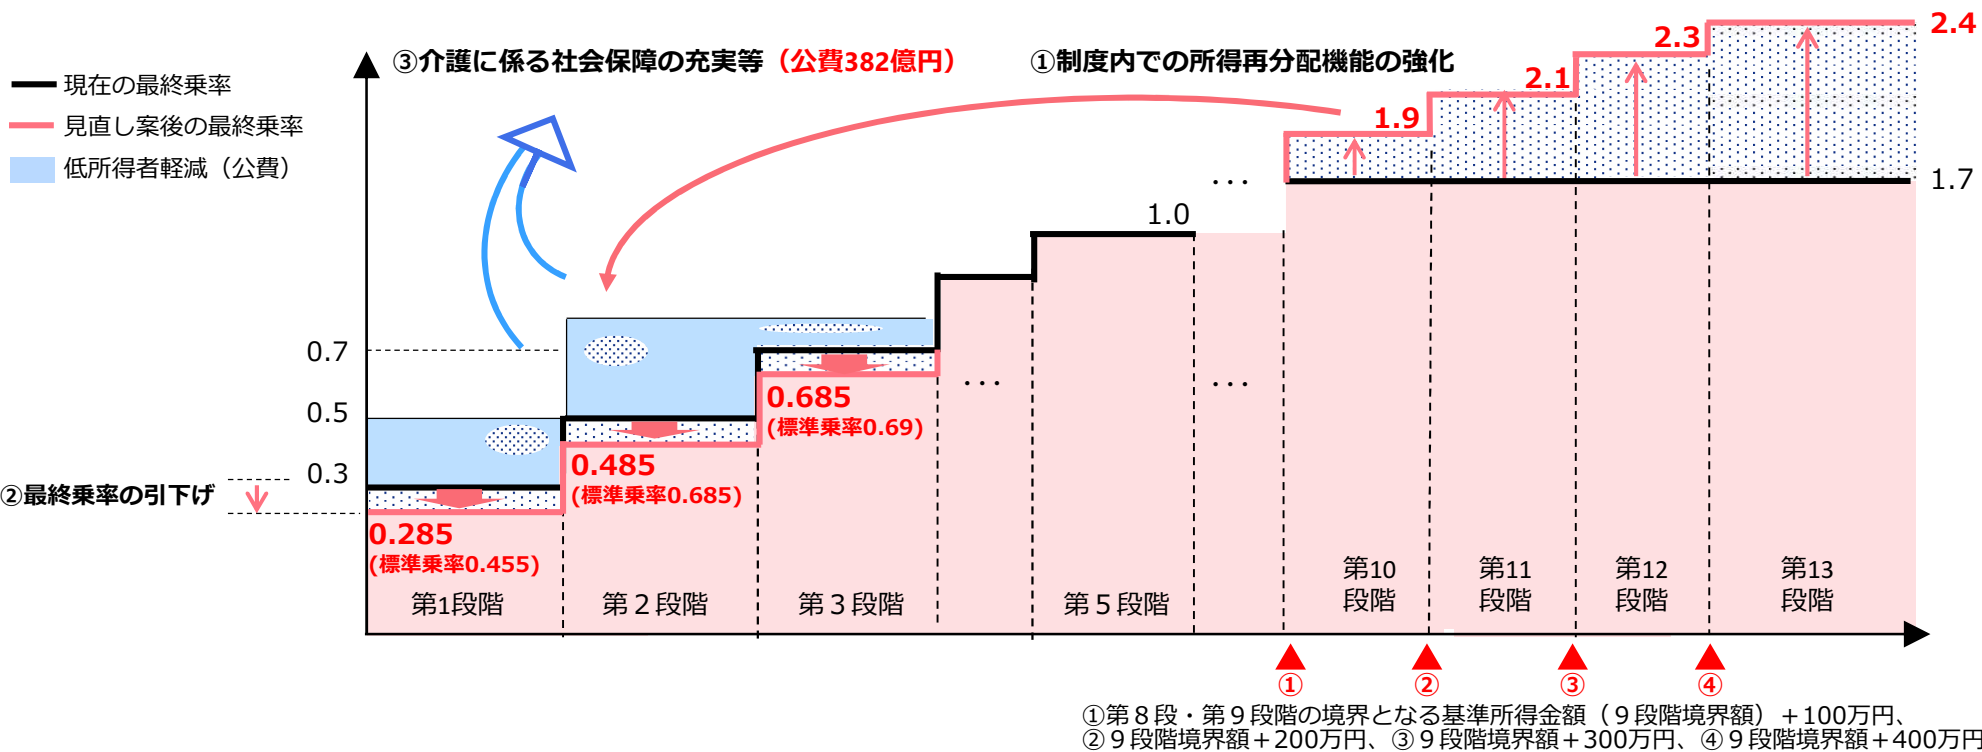 現在の最終乗率
見直し案後の最終乗率
低所得者軽減（公費）
③介護に係る社会保障の充実等（公費382億円）
①制度内での所得再分配機能の強化
1.9
2.1
2.3
2.4
1.7
…
1.0
0.7
0.5
0.3
②最終乗率の引下げ
0.285
(標準乗率0.455)
0.485
(標準乗率0.685)
0.685
(標準乗率0.69)
…
…
第1段階
第２段階
第３段階
第５段階
第10
段階
第11
段階
第12
段階
第13
段階
①
②
③
④
①第８段・第９段階の境界となる基準所得金額（９段階境界額）＋100万円、
②９段階境界額＋200万円、③９段階境界額＋300万円、④９段階境界額＋400万円